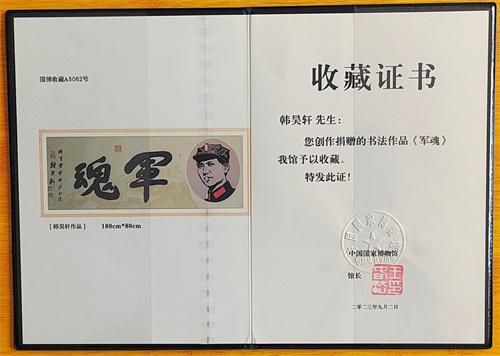 国博收藏A5062号
軍魂
【韩昊轩作品】 180cm*80cm
收藏证书
韩昊轩 先生：
您创作捐赠的书法作品《军魂》
我馆予以收藏。
特发此证！
中国国家博物馆
馆长
二零二三年九月二日